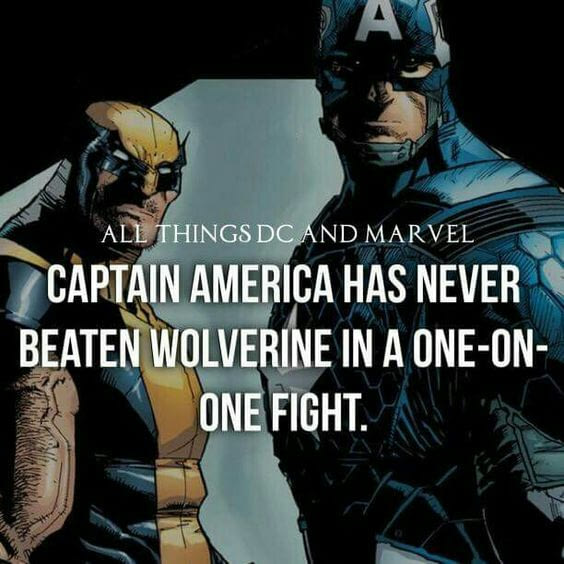 A
ALL THINGS DC AND MARVEL
CAPTAIN AMERICA HAS NEVER
BEATEN WOLVERINE IN A ONE-ON-
ONE FIGHT.